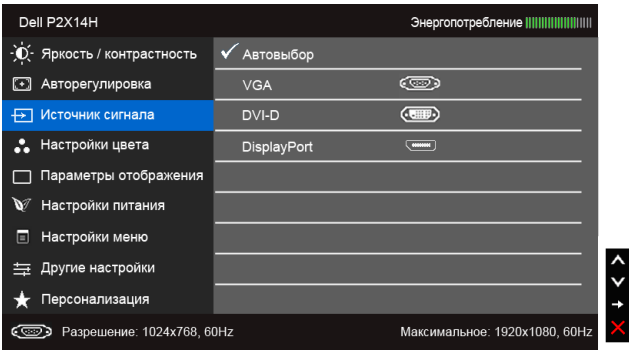 Dell P2X14H
Энергопотребление
Яркость / контрастность
Автовыбор
Авторегулировка
VGA
Источник сигнала
DVI-D
Настройки цвета
DisplayPort
Параметры отображения
Настройки питания
Настройки меню
Другие настройки
Персонализация
Разрешение: 1024x768, 60Hz
Максимальное: 1920x1080, 60Hz